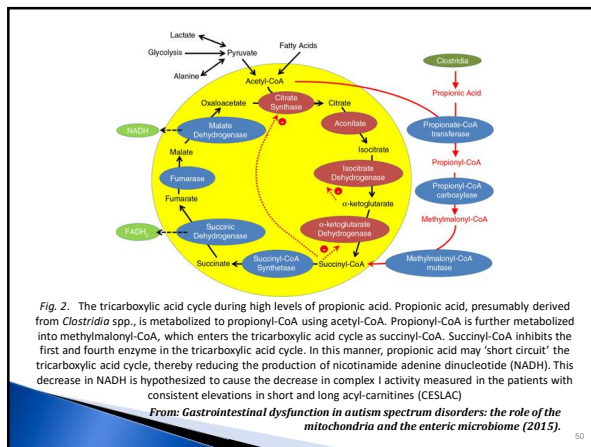 Lactate
Glycolysis
Pyruvate
Alanine
Fatty Acids
Acetyl-CoA
Clostridia
Propionic Acid
Oxaloacetate
Citrate
Synthase
Citrate
NADH
Malate
Dehydrogenase
Aconitate
Propionate-CoA
transferase
Malate
Isocitrate
Fumarase
Isocitrate
Dehydrogenase
Propionyl-CoA
Propionyl-CoA
carboxylase
Fumarate
α-ketoglutarate
Methylmalonyl-CoA
FADH2
Succinic
Dehydrogenase
α-ketoglutarate
Dehydrogenase
Succinate
Succinyl-CoA
Synthetase
Succinyl-CoA
Methylmalonyl-CoA
mutase
Fig. 2. The tricarboxylic acid cycle during high levels of propionic acid. Propionic acid, presumably derived
from Clostridia spp., is metabolized to propionyl-CoA using acetyl-CoA. Propionyl-CoA is further metabolized
into methylmalonyl-CoA, which enters the tricarboxylic acid cycle as succinyl-CoA. Succinyl-CoA inhibits the
first and fourth enzyme in the tricarboxylic acid cycle. In this manner, propionic acid may ‘short circuit’ the
tricarboxylic acid cycle, thereby reducing the production of nicotinamide adenine dinucleotide (NADH). This
decrease in NADH is hypothesized to cause the decrease in complex I activity measured in the patients with
consistent elevations in short and long acyl-carnitines (CESLAC)
From: Gastrointestinal dysfunction in autism spectrum disorders: the role of the
mitochondria and the enteric microbiome (2015).
50